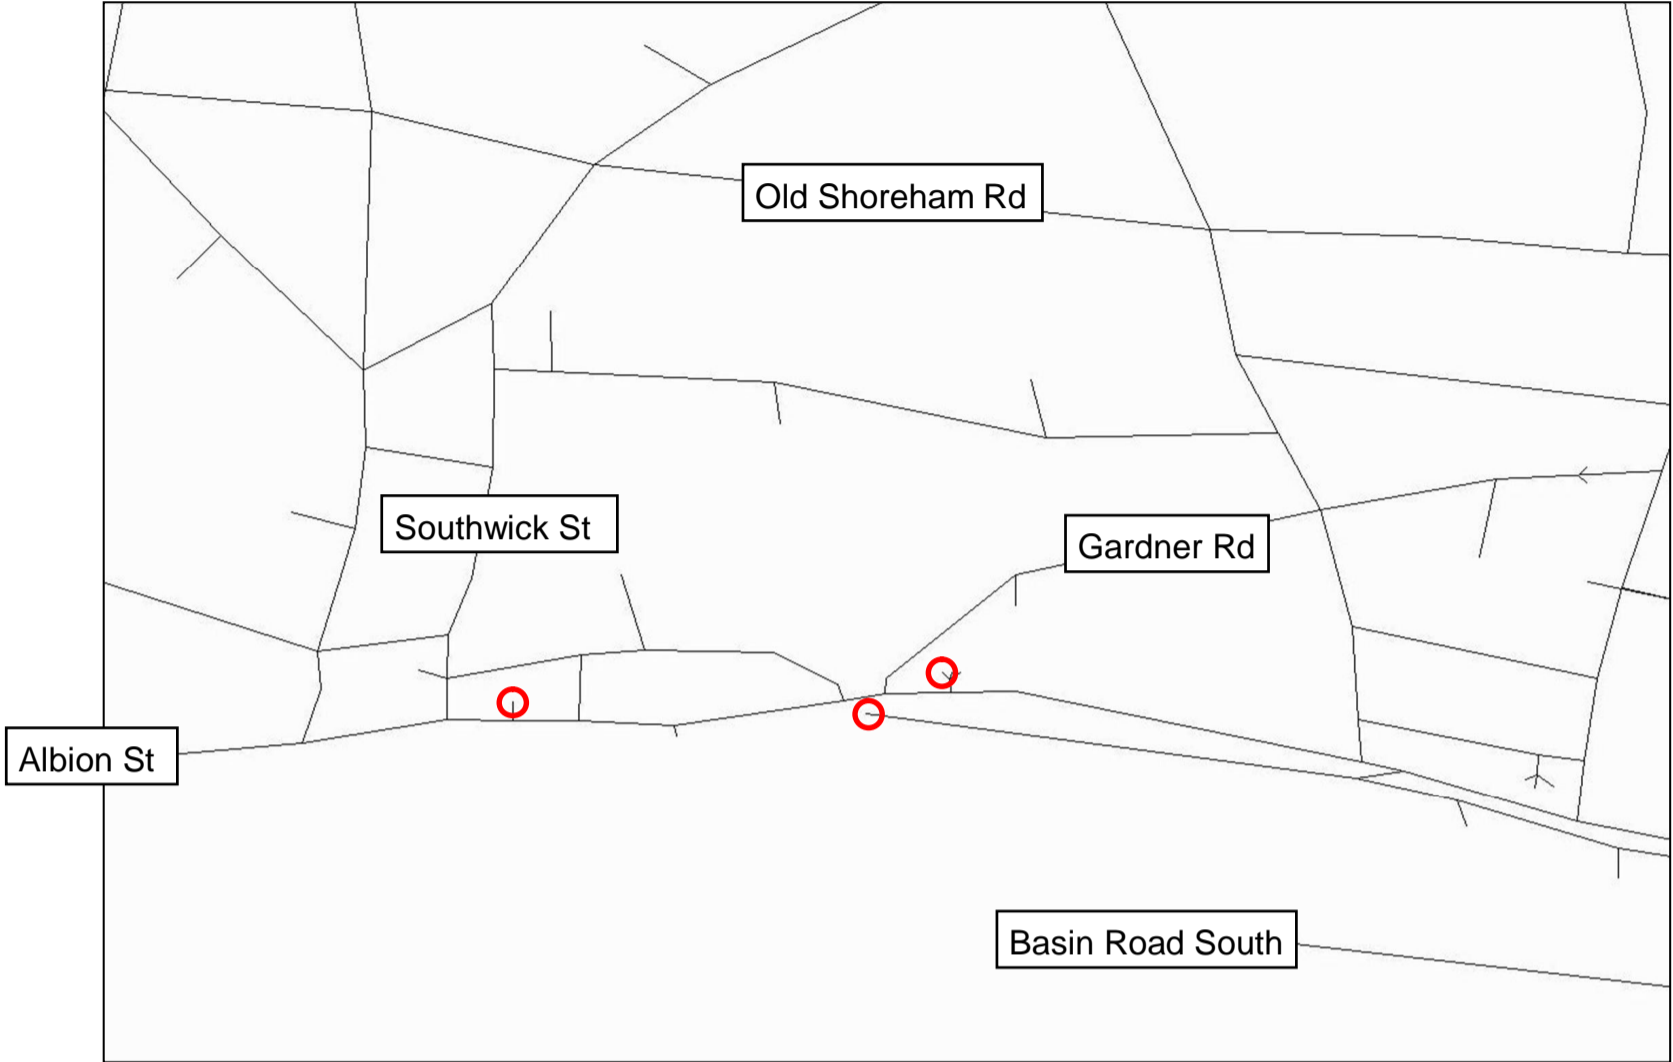 Old Shoreham Rd
Southwick St
Gardner Rd
Albion St
Basin Road South